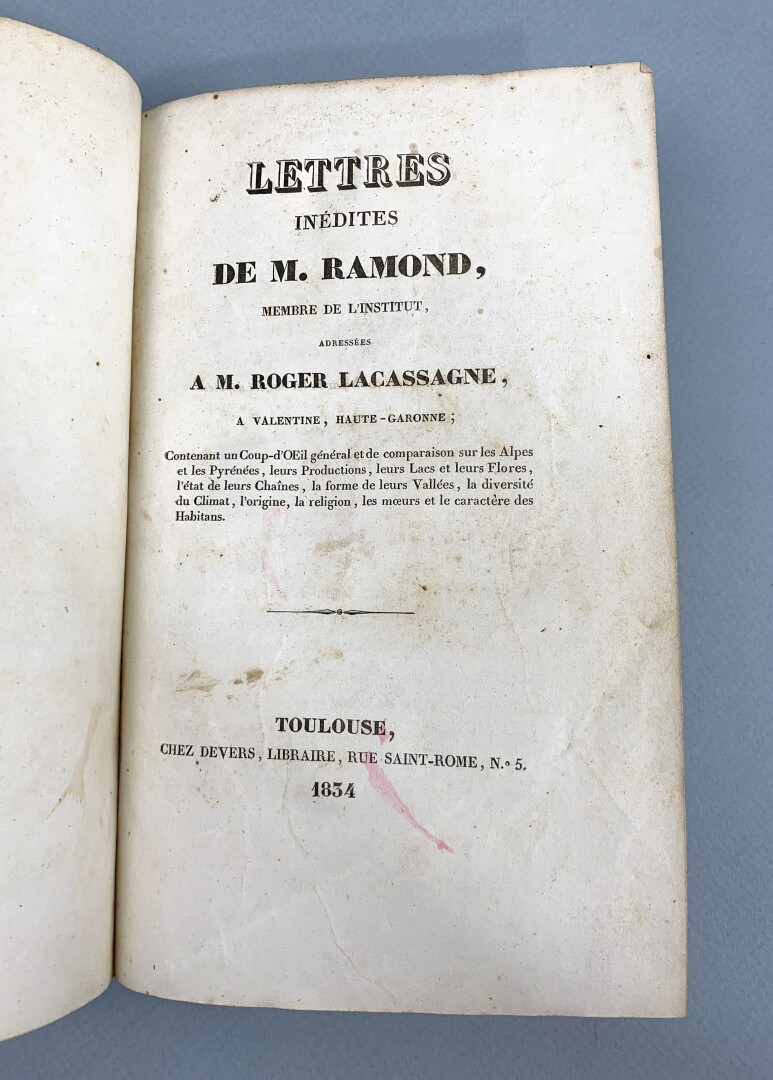 LETTRES
INÉDITES
DE M. RAMOND,
MEMBRE DE L'INSTITUT,
ADRESSÉES
A M. ROGER LACASSAGNE,
A VALENTINE, HAUTE-GARONNE;
Contenant un Coup-d'OEil général et de comparaison sur les Alpes
et les Pyrénées, leurs Productions, leurs Lacs et leurs Flores,
l'état de leurs Chaînes, la forme de leurs Vallées, la diversité
du Climat, l'origine, la religion, les mœurs et le caractère des
Habitans.
TOULOUSE,
CHEZ DEVERS, LIBRAIRE, RUE SAINT-ROME, N.o 5.
1834